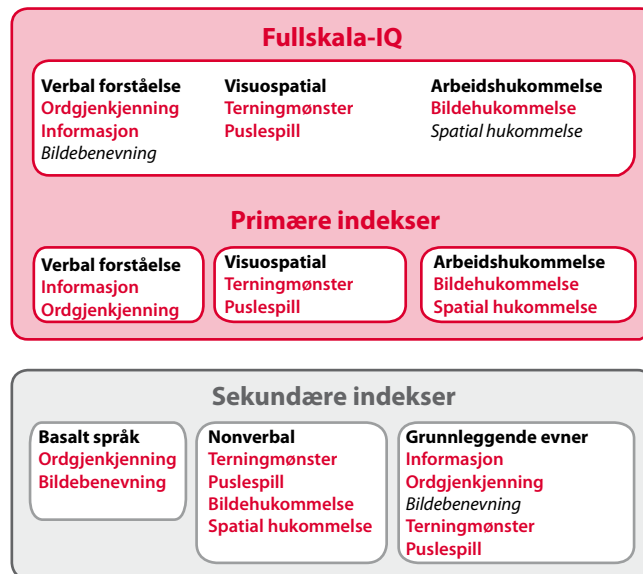 Fullskala-IQ
Verbal forståelse
Ordgjenkjenning
Informasjon
Bildebenevning
Visuospatial
Terningmønster
Puslespill
Arbeidshukommelse
Bildehukommelse
Spatial hukommelse
Primære indekser
Verbal forståelse
Informasjon
Ordgjenkjenning
Visuospatial
Terningmønster
Puslespill
Arbeidshukommelse
Bildehukommelse
Spatial hukommelse
Sekundære indekser
Basalt språk
Ordgjenkjenning
Bildebenevning
Nonverbal
Terningmønster
Puslespill
Bildehukommelse
Spatial hukommelse
Grunnleggende evner
Informasjon
Ordgjenkjenning
Bildebenevning
Terningmønster
Puslespill